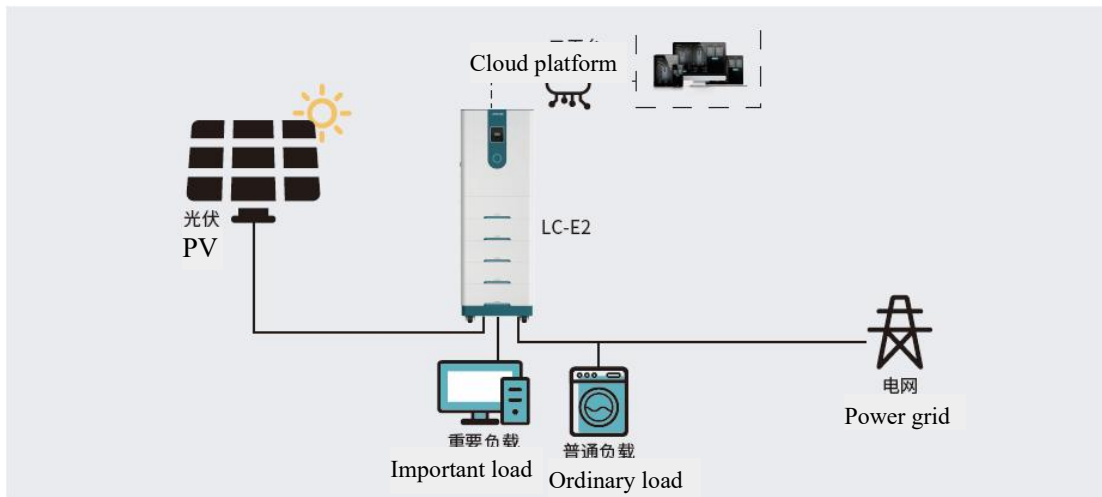 Cloud platform
光伏
PV
LC-E2
电网
Power grid
重要负载
Important load
普通负载
Ordinary load